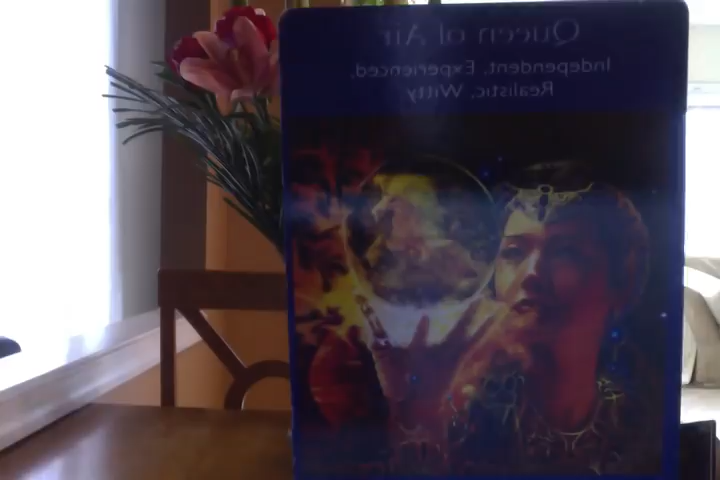 Queen of Air
Independent, Experienced,
Realistic, Witty